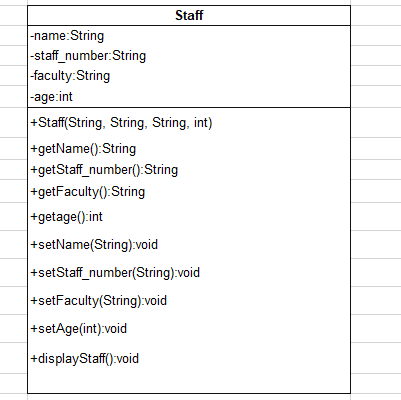 Staff
-name:String
-staff_number:String
-faculty:String
-age:int
+Staff(String, String, String, int)
+getName():String
+getStaff_number():String
+getFaculty():String
+getage():int
+setName(String):void
+setStaff_number(String):void
+setFaculty(String):void
+setAge(int):void
+displayStaff():void